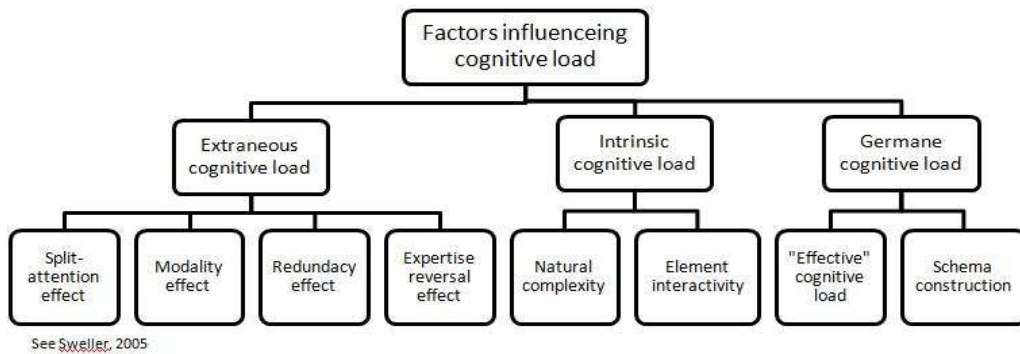 Factors influenceing
cognitive load
Extraneous
cognitive load
Intrinsic
cognitive load
Germane
cognitive load
Split-
attention
effect
Modality
effect
Redundacy
effect
Expertise
reversal
effect
Natural
complexity
Element
interactivity
"Effective"
cognitive
load
Schema
construction
See Sweller, 2005